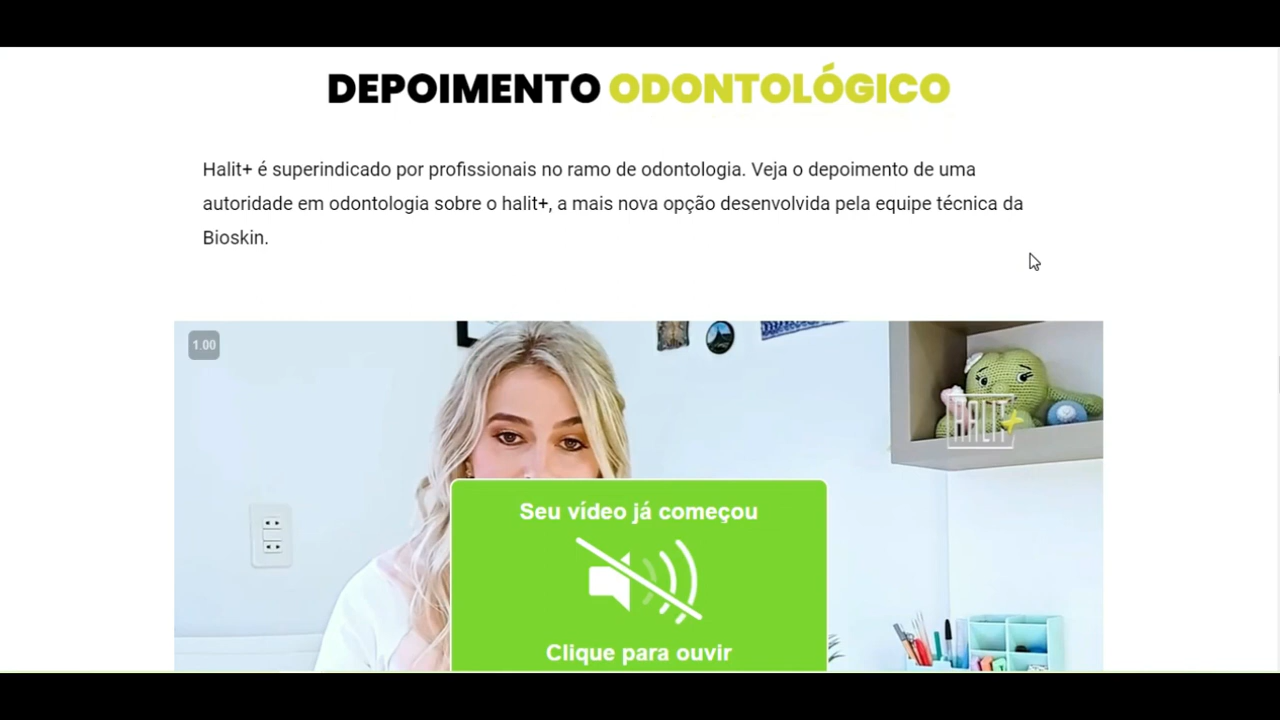 DEPOIMENTO ODONTOLÓGICO
Halit+ é superindicado por profissionais no ramo de odontologia. Veja o depoimento de uma
autoridade em odontologia sobre o halit+, a mais nova opção desenvolvida pela equipe técnica da
Bioskin.
1.00
HALIT+
Seu vídeo já começou
Clique para ouvir